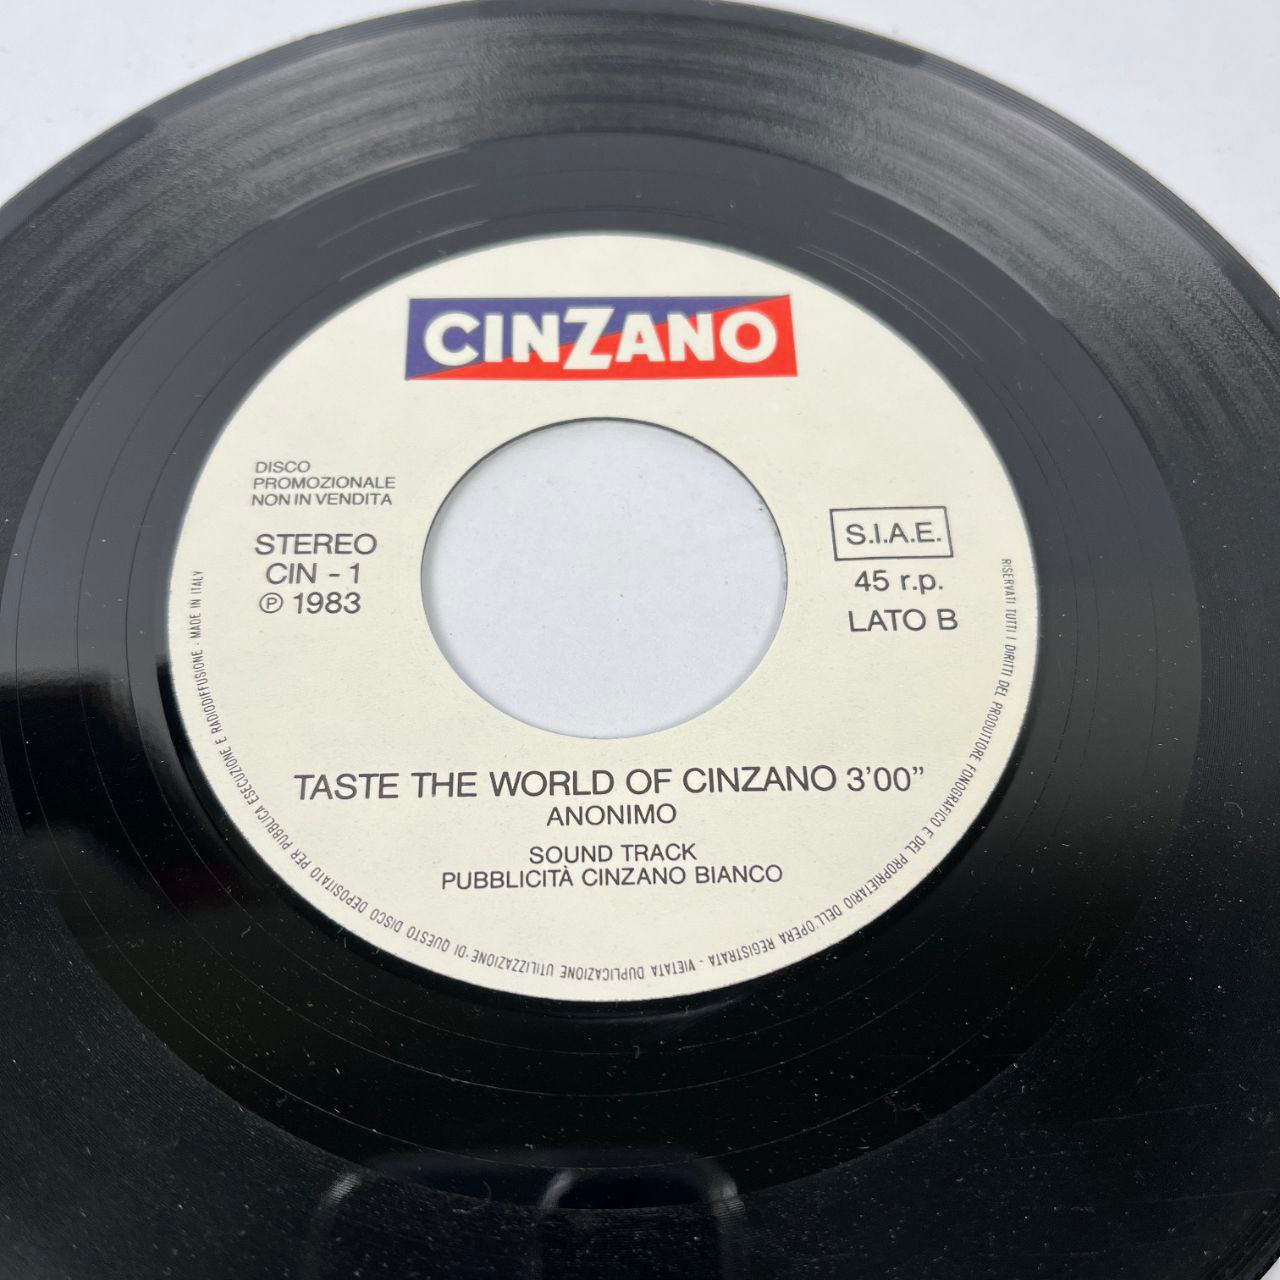 CINZANO
DISCO
PROMOZIONALE
NON IN VENDITA
STEREO
CIN - 1
℗ 1983
S.I.A.E.
45 r.p.
LATO B
TASTE THE WORLD OF CINZANO 3'00"
ANONIMO
SOUND TRACK
PUBBLICITÀ CINZANO BIANCO
RISERVATI TUTTI I DIRITTI DEL PRODUTTORE FONOGRAFICO E DEL PROPRIETARIO DELL'OPERA REGISTRATA - VIETATA DUPLICAZIONE UTILIZZAZIONE DI QUESTO DISCO DEPOSITATO PER PUBBLICA ESECUZIONE E RADIODIFFUSIONE - MADE IN ITALY